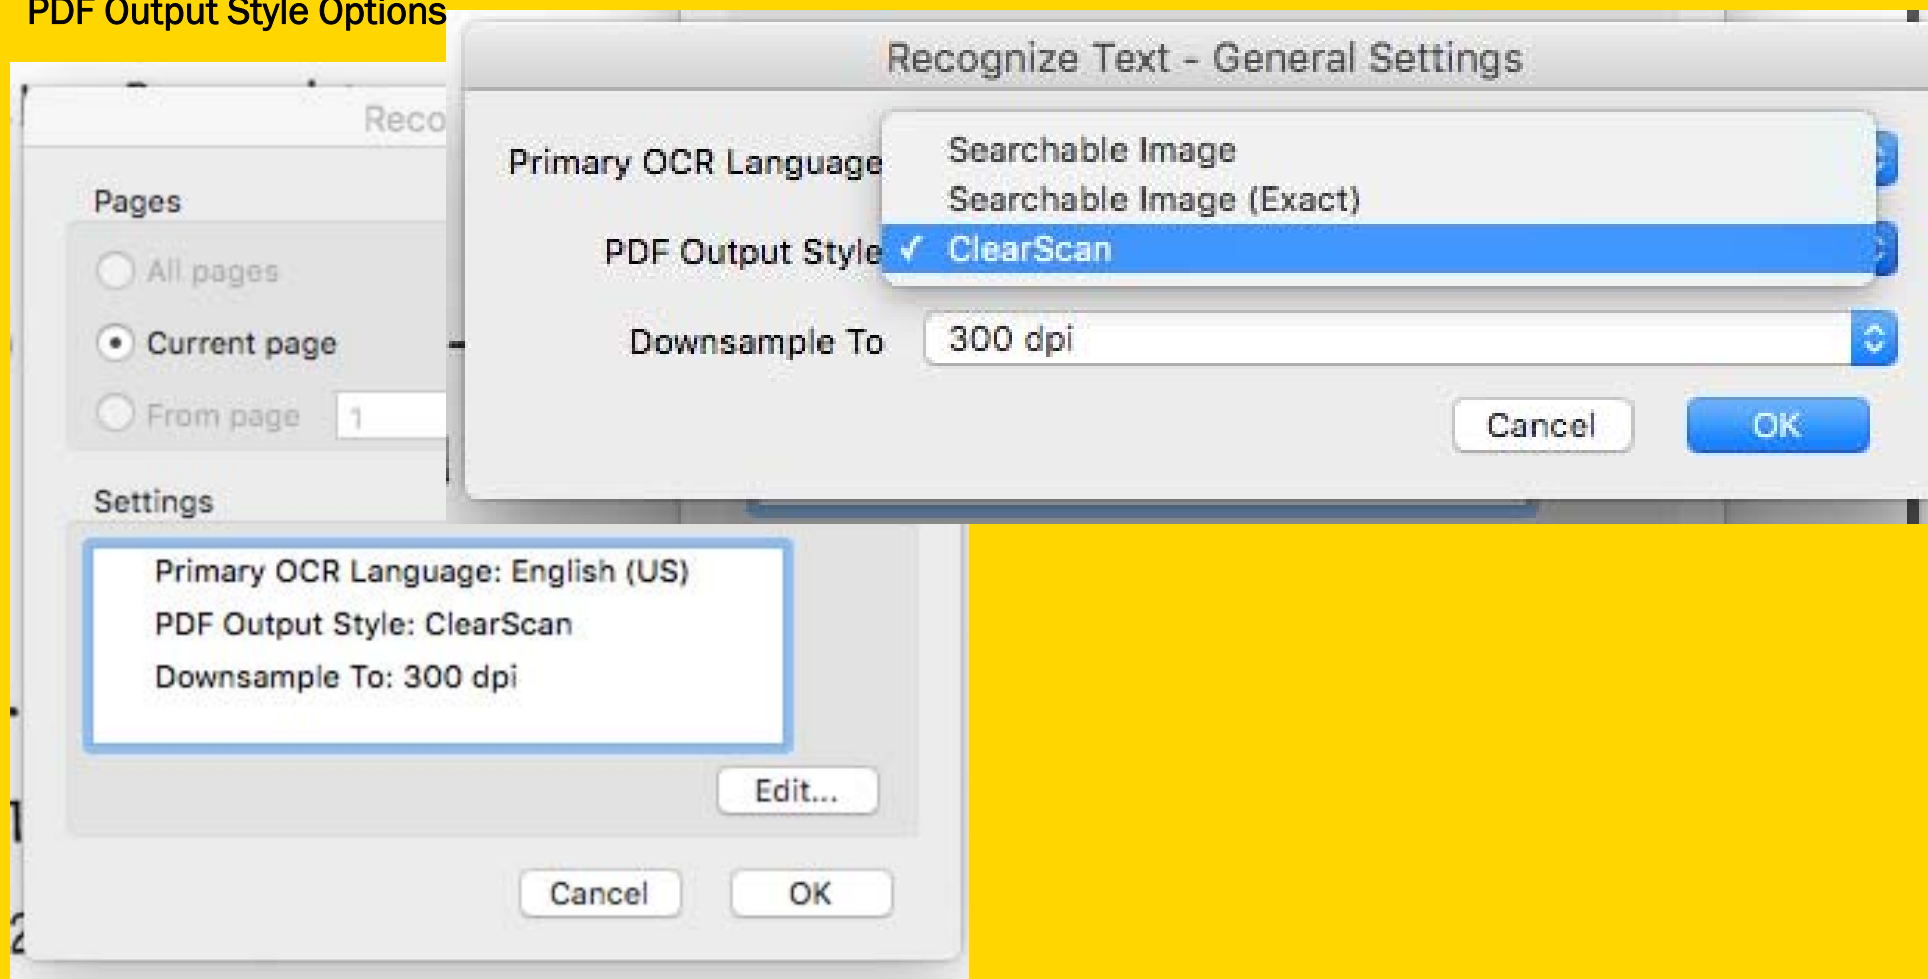 PDF Output Style Options
Recognize Text - General Settings
Primary OCR Language
Searchable Image
Searchable Image (Exact)
PDF Output Style
✓ ClearScan
Downsample To
300 dpi
Cancel
OK
Reco
Pages
All pages
Current page
From page
1
Settings
Primary OCR Language: English (US)
PDF Output Style: ClearScan
Downsample To: 300 dpi
Edit...
Cancel
OK